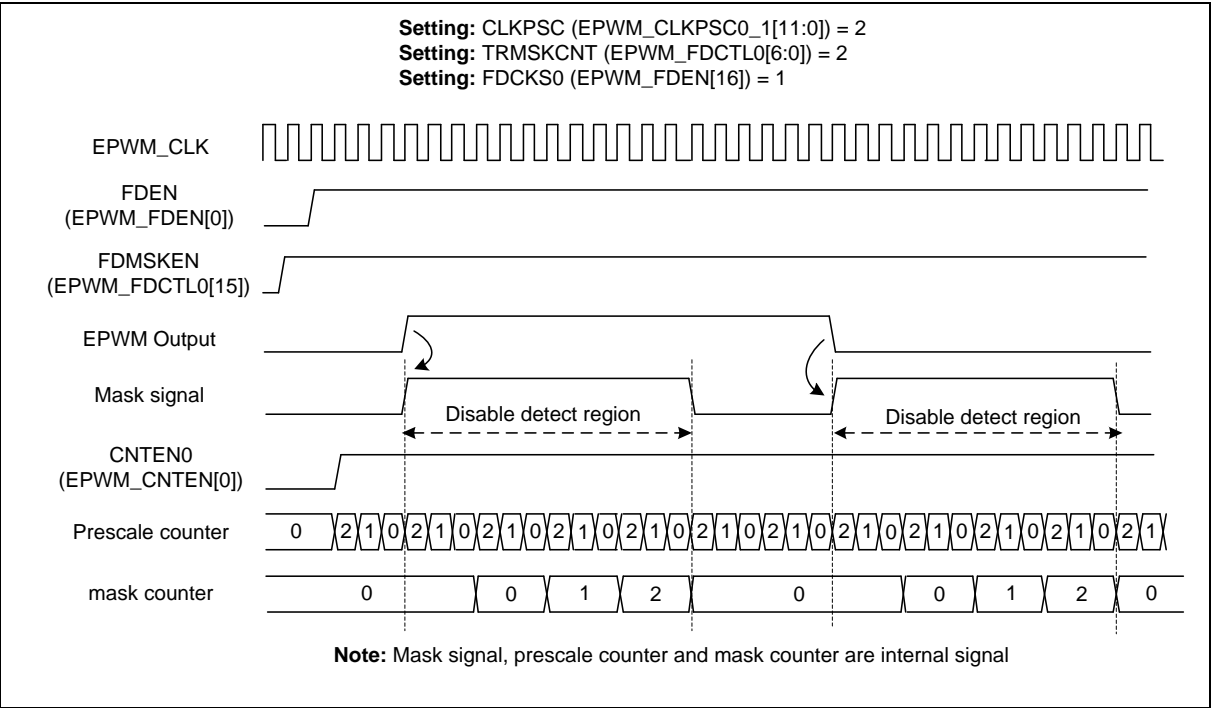 Setting: CLKPSC (EPWM_CLKPSC0_1[11:0]) = 2
Setting: TRMSKCNT (EPWM_FDCTL0[6:0]) = 2
Setting: FDCKS0 (EPWM_FDEN[16]) = 1
EPWM_CLK
FDEN
(EPWM_FDEN[0])
FDMSKEN
(EPWM_FDCTL0[15])
EPWM Output
Mask signal
Disable detect region Disable detect region
CNTEN0
(EPWM_CNTEN[0])
Prescale counter 0 2 1 0 2 1 0 2 1 0 2 1 0 2 1 0 2 1 0 2 1 0 2 1 0 2 1 0 2 1 0 2 1 0 2 1
mask counter 0 0 1 2 0 0 1 2 0
Note: Mask signal, prescale counter and mask counter are internal signal